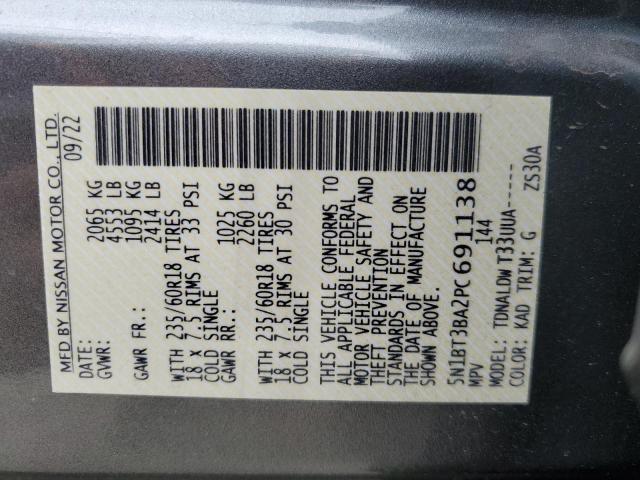 MFD BY NISSAN MOTOR CO., LTD.
DATE: 09/22
GVWR: 2065 KG
4553 LB
GAWR FR.: 1095 KG
2414 LB
WITH 235/60R18 TIRES
18 x 7.5 RIMS AT 33 PSI
COLD SINGLE
GAWR RR.: 1025 KG
2260 LB
WITH 235/60R18 TIRES
18 x 7.5 RIMS AT 30 PSI
COLD SINGLE
THIS VEHICLE CONFORMS TO
ALL APPLICABLE FEDERAL
MOTOR VEHICLE SAFETY AND
THEFT PREVENTION
STANDARDS IN EFFECT ON
THE DATE OF MANUFACTURE
SHOWN ABOVE.
5N1BT3BA2PC691138
MPV 144
MODEL: TDNALDW T33UUA-----
COLOR: KAD TRIM: G ZS30A